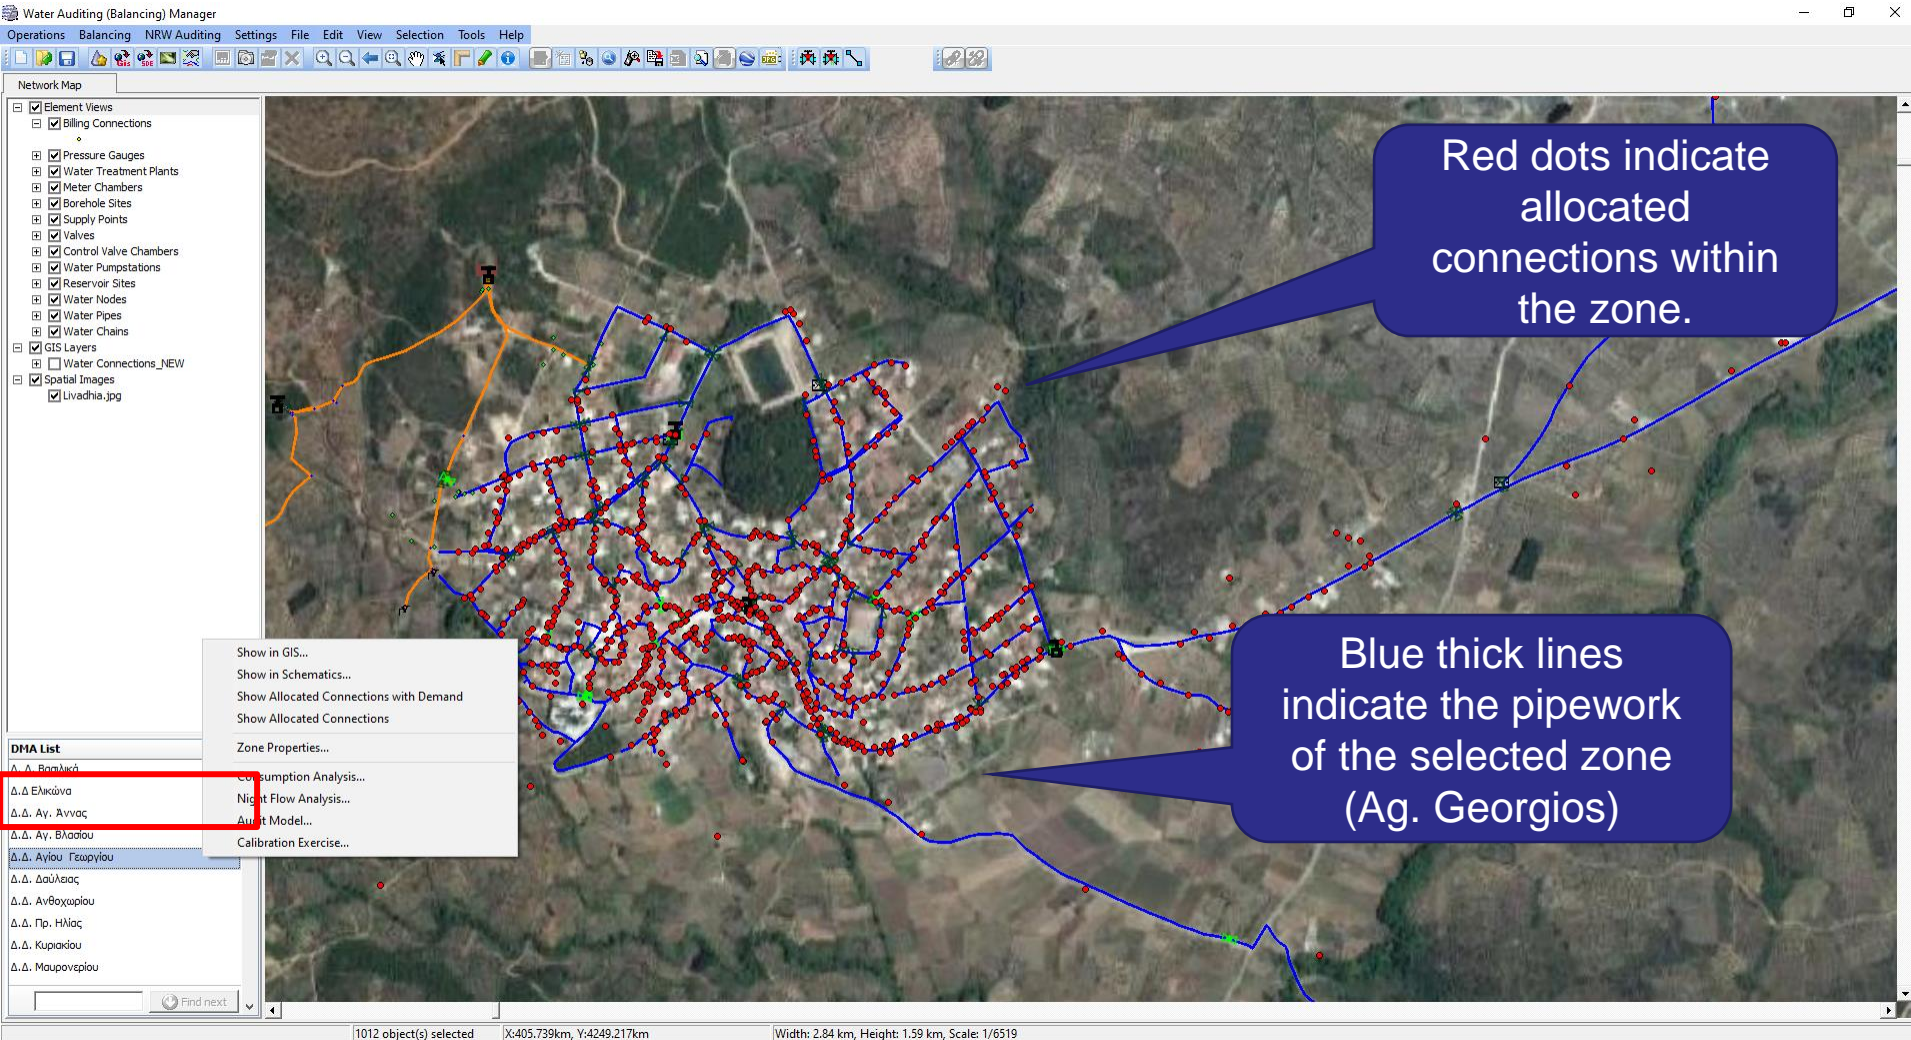 Water Auditing (Balancing) Manager
Operations Balancing NRW Auditing Settings File Edit View Selection Tools Help
Network Map
Element Views
Billing Connections
Pressure Gauges
Water Treatment Plants
Meter Chambers
Borehole Sites
Supply Points
Valves
Control Valve Chambers
Water Pumpstations
Reservoir Sites
Water Nodes
Water Pipes
Water Chains
GIS Layers
Water Connections_NEW
Spatial Images
Livadhia.jpg
Red dots indicate
allocated
connections within
the zone.
Blue thick lines
indicate the pipework
of the selected zone
(Ag. Georgios)
Show in GIS...
Show in Schematics...
Show Allocated Connections with Demand
Show Allocated Connections
Zone Properties...
Consumption Analysis...
Night Flow Analysis...
Audit Model...
Calibration Exercise...
DMA List
Δ. Δ. Βασιλικά
Δ.Δ Ελικώνα
Δ.Δ. Αγ. Άννας
Δ.Δ. Αγ. Βλασίου
Δ.Δ. Αγίου Γεωργίου
Δ.Δ. Δαύλειας
Δ.Δ. Ανθοχωρίου
Δ.Δ. Πρ. Ηλίας
Δ.Δ. Κυριακίου
Δ.Δ. Μαυρονερίου
Find next
1012 object(s) selected X:405.739km, Y:4249.217km Width: 2.84 km, Height: 1.59 km, Scale: 1/6519